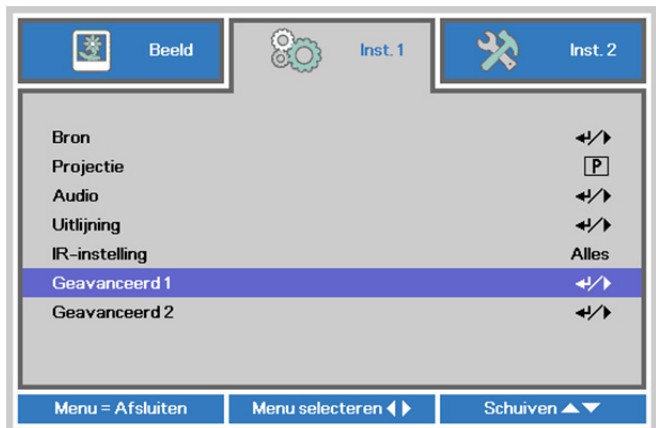 Beeld Inst. 1 Inst. 2
Bron
Projectie P
Audio
Uitlijning
IR-instelling Alles
Geavanceerd 1
Geavanceerd 2
Menu = Afsluiten Menu selecteren Schuiven